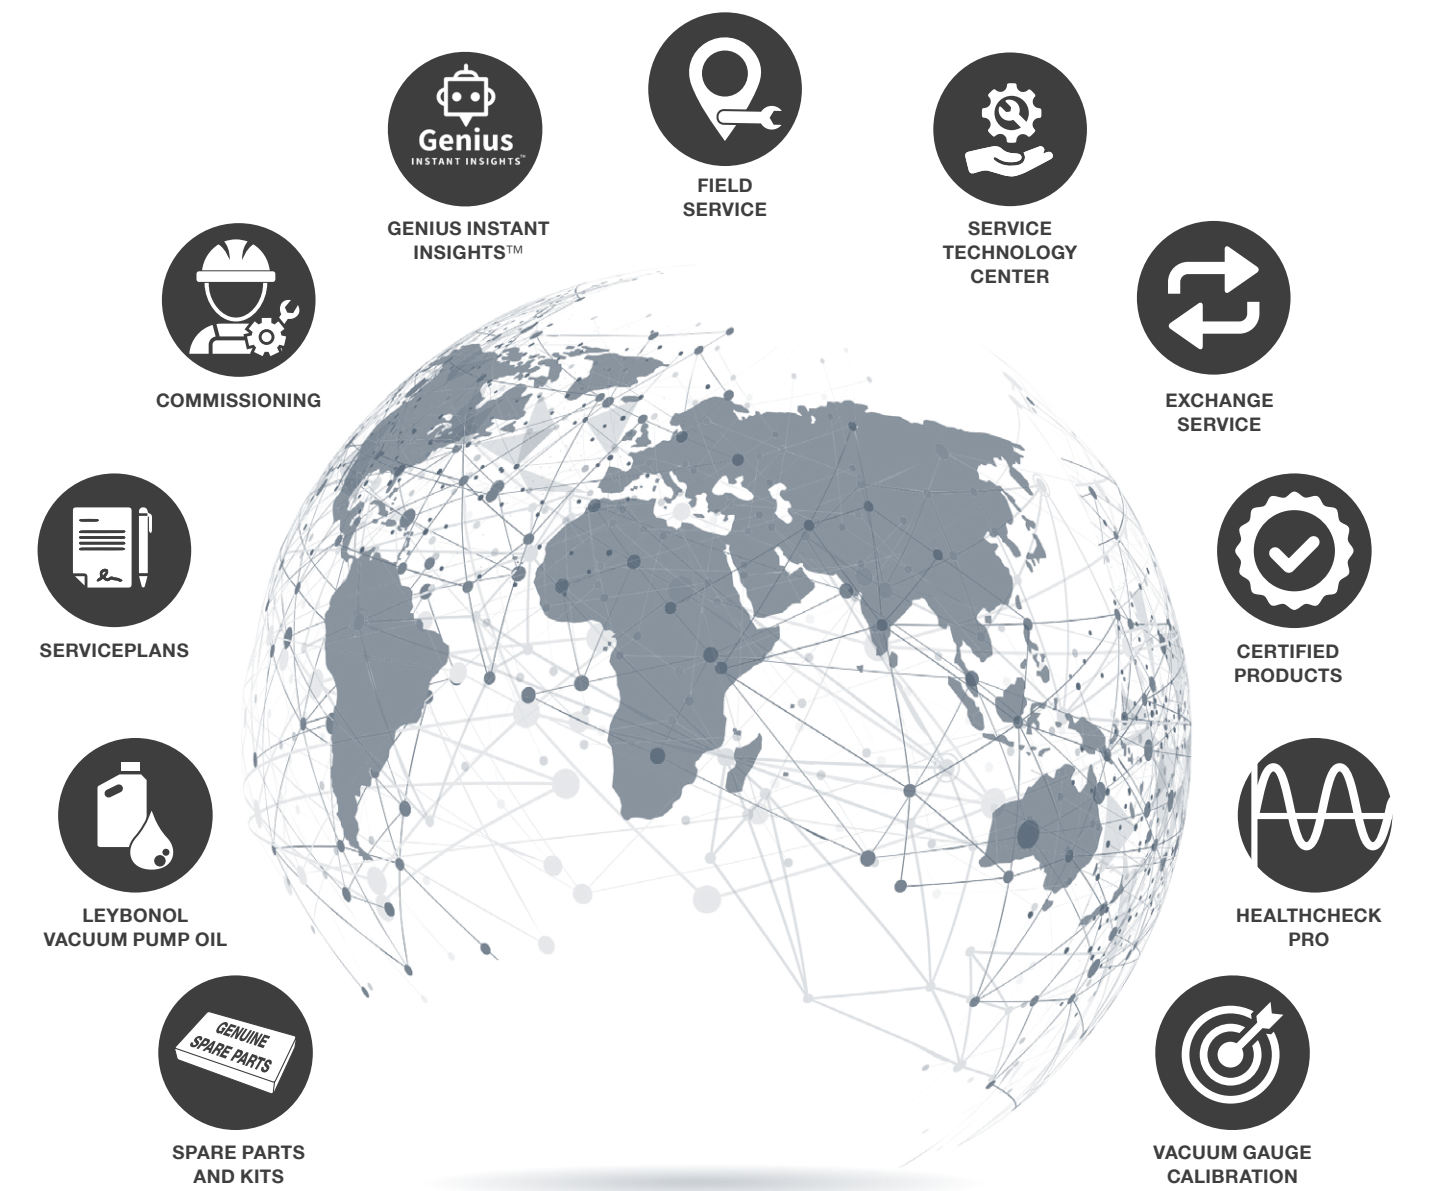 Genius
INSTANT INSIGHTS™
GENIUS INSTANT
INSIGHTS™
FIELD
SERVICE
SERVICE
TECHNOLOGY
CENTER
COMMISSIONING
EXCHANGE
SERVICE
SERVICEPLANS
CERTIFIED
PRODUCTS
LEYBONOL
VACUUM PUMP OIL
HEALTHCHECK
PRO
GENUINE
SPARE PARTS
SPARE PARTS
AND KITS
VACUUM GAUGE
CALIBRATION